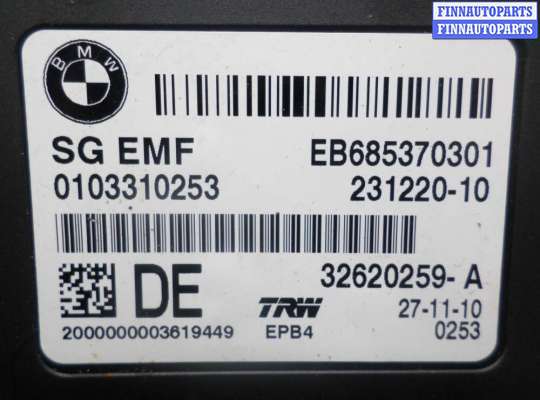 FINNAUTOPARTS
FINNAUTOPARTS
BMW
SG EMF EB685370301
0103310253 231220-10
DE 32620259- A
TRW 27-11-10
2000000003619449 EPB4 0253